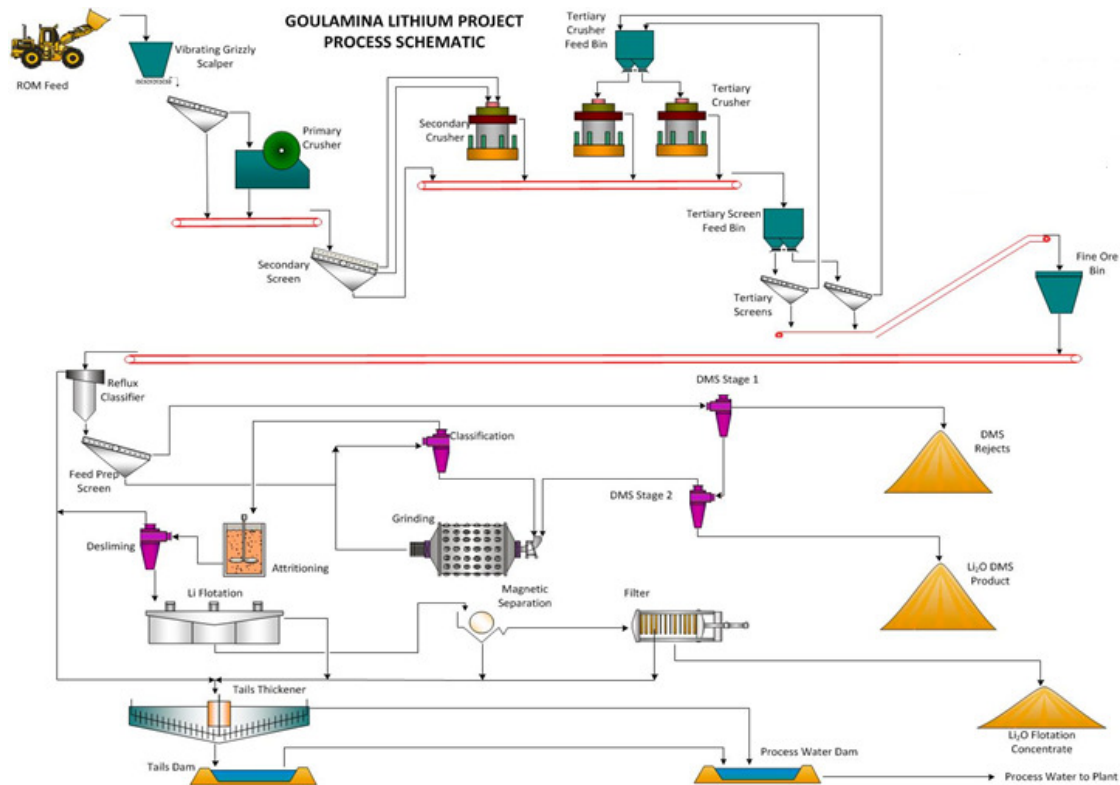 GOULAMINA LITHIUM PROJECT
PROCESS SCHEMATIC
ROM Feed
Vibrating Grizzly
Scalper
Primary
Crusher
Secondary
Screen
Secondary
Crusher
Tertiary
Crusher
Feed Bin
Tertiary
Crusher
Tertiary Screen
Feed Bin
Tertiary
Screens
Fine Ore
Bin
Reflux
Classifier
Feed Prep
Screen
Classification
DMS Stage 1
DMS
Rejects
DMS Stage 2
Grinding
Desliming
Attritioning
Li₂O DMS
Product
Li Flotation
Magnetic
Separation
Filter
Tails Thickener
Li₂O Flotation
Concentrate
Tails Dam
Process Water Dam
Process Water to Plant